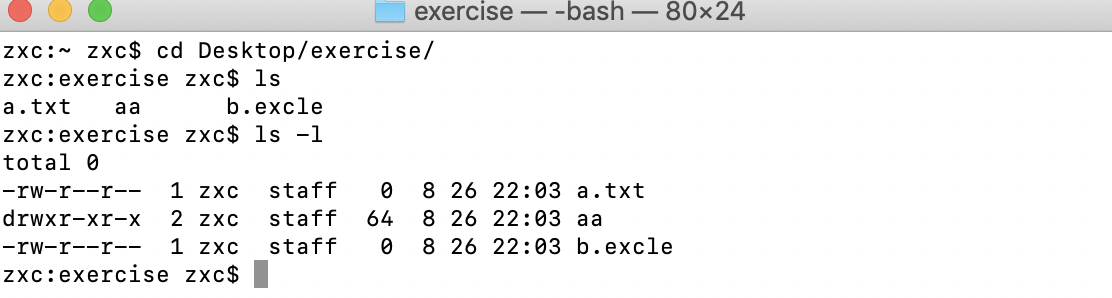 exercise — -bash — 80×24
zxc:~ zxc$ cd Desktop/exercise/
zxc:exercise zxc$ ls
a.txt   aa      b.excle
zxc:exercise zxc$ ls -l
total 0
-rw-r--r--  1 zxc  staff   0  8 26 22:03 a.txt
drwxr-xr-x  2 zxc  staff  64  8 26 22:03 aa
-rw-r--r--  1 zxc  staff   0  8 26 22:03 b.excle
zxc:exercise zxc$